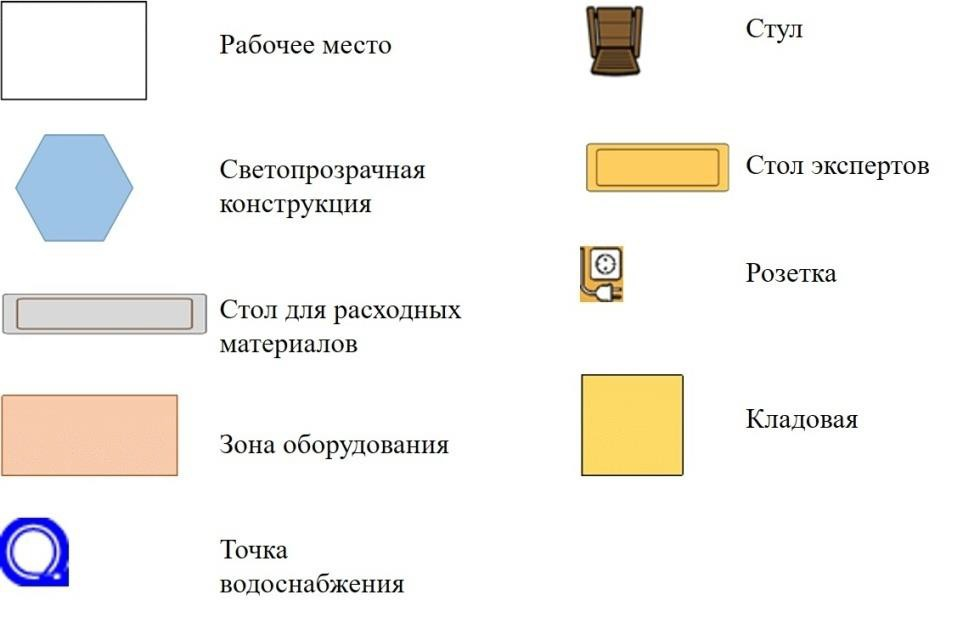 Рабочее место
Светопрозрачная
конструкция
Стол для расходных
материалов
Зона оборудования
Точка
водоснабжения
Стул
Стол экспертов
Розетка
Кладовая